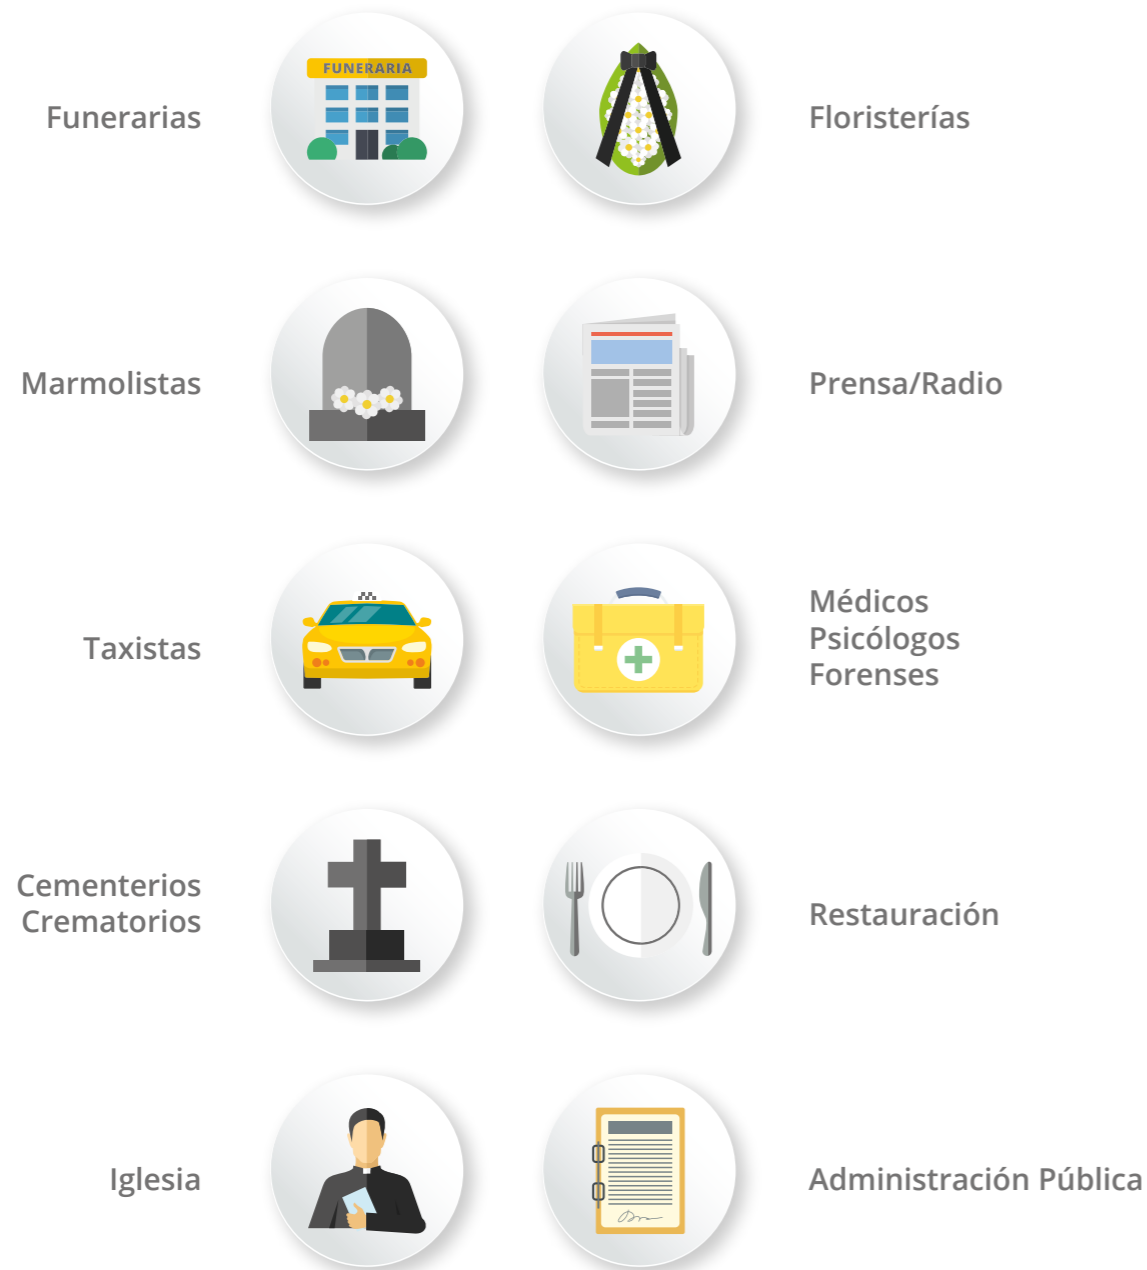 Funerarias
FUNERARIA
Floristerías
Marmolistas
Prensa/Radio
Taxistas
Médicos
Psicólogos
Forenses
Cementerios
Crematorios
Restauración
Iglesia
Administración Pública